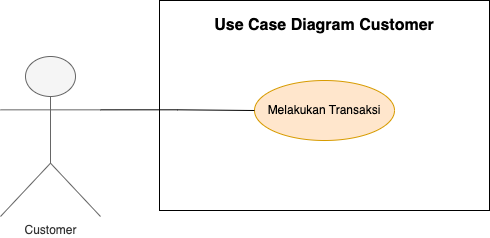 Use Case Diagram Customer
Melakukan Transaksi
Customer